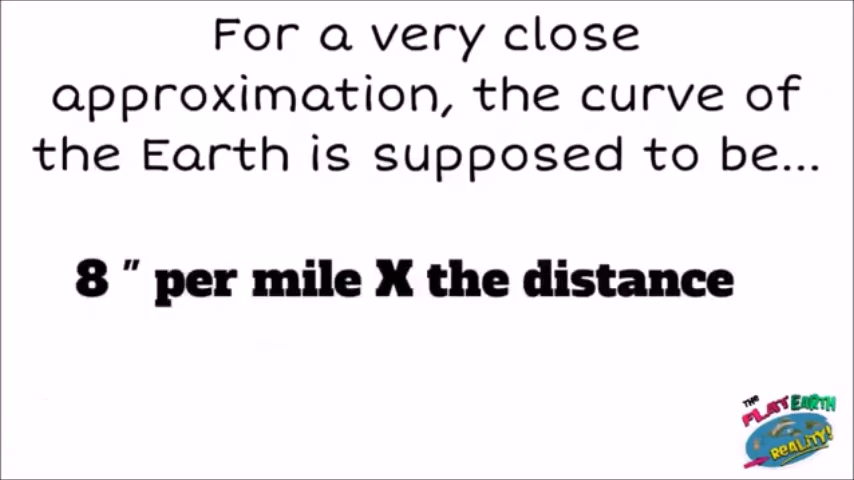 For a very close
approximation, the curve of
the Earth is supposed to be...
8 " per mile X the distance
THE
FLAT EARTH
REALITY!